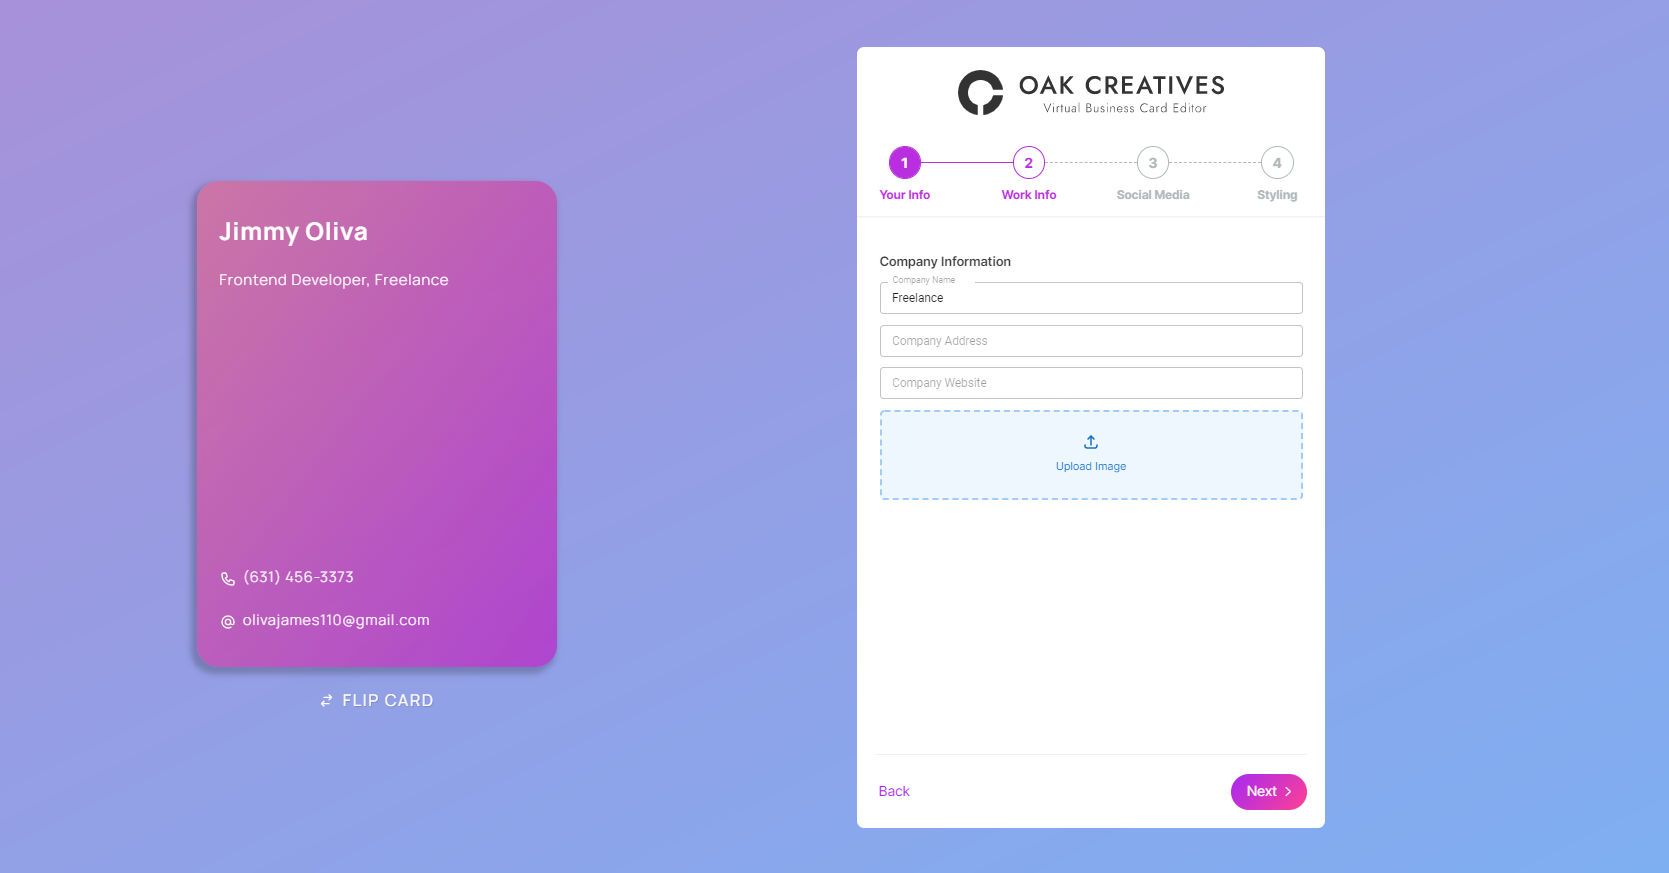 Jimmy Oliva
Frontend Developer, Freelance
(631) 456-3373
olivajames110@gmail.com
FLIP CARD
OAK CREATIVES
Virtual Business Card Editor
1 2 3 4
Your Info Work Info Social Media Styling
Company Information
Company Name
Freelance
Company Address
Company Website
Upload Image
Back Next